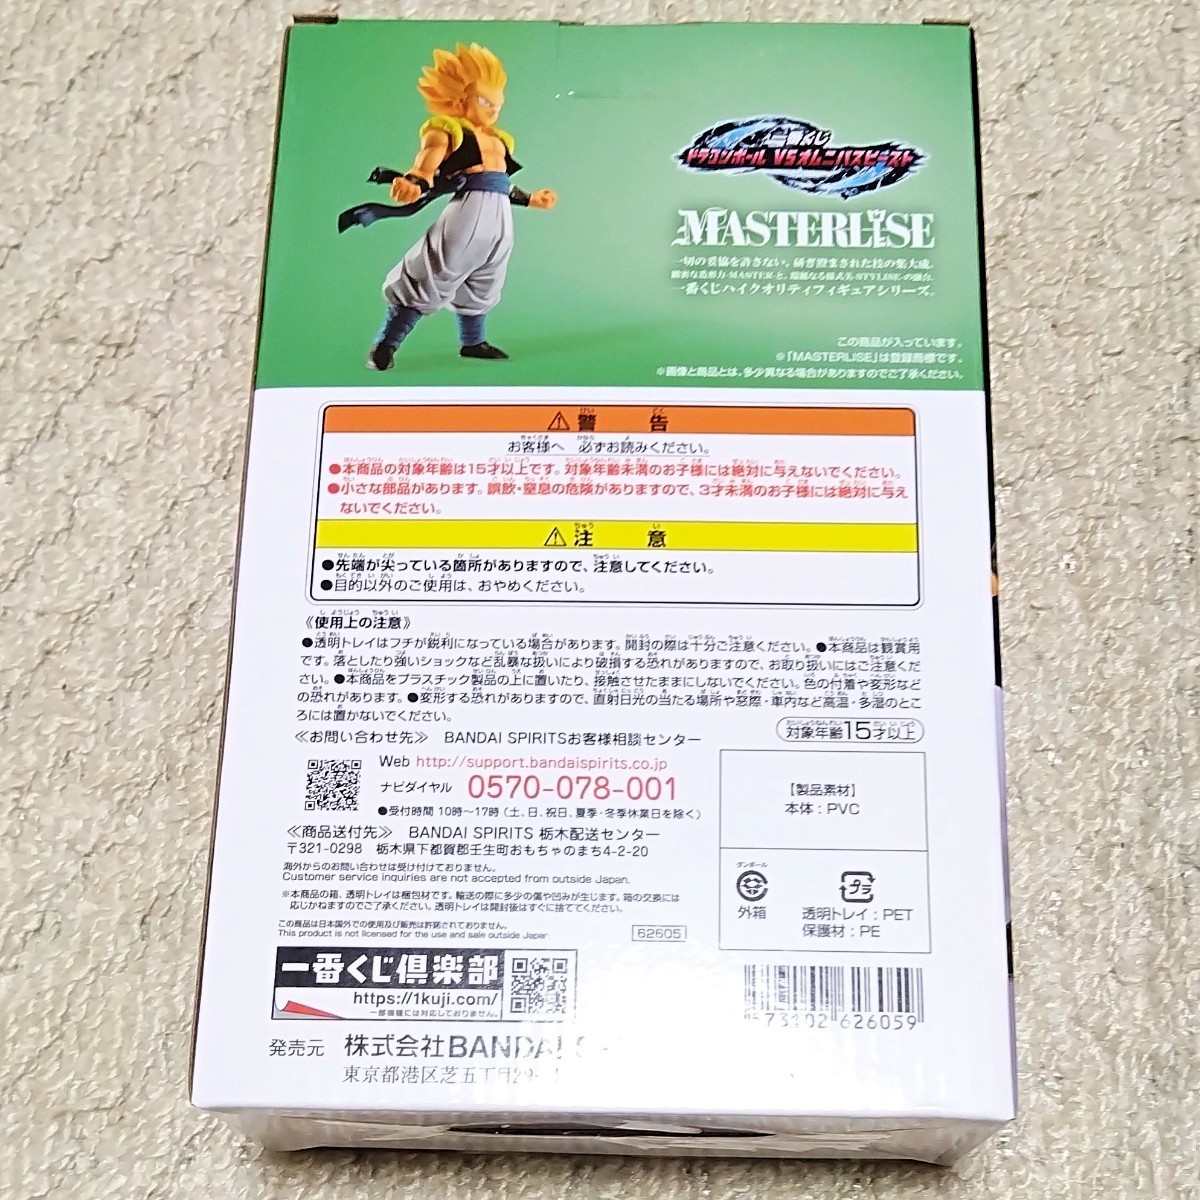 一番くじ
ドラゴンボール VSオムニバスビースト
MASTERLISE
一切の妥協を許さない。研ぎ澄まされた技の集大成。
緻密な造形力-MASTER-と、端麗なる様式美-STYLISE-の融合。
一番くじハイクオリティフィギュアシリーズ。
この商品が入っています。
※「MASTERLISE」は登録商標です。
※画像と商品とは、多少異なる場合がありますのでご了承ください。
⚠警告
お客様へ 必ずお読みください。
●本商品の対象年齢は15才以上です。対象年齢未満のお子様には絶対に与えないでください。
●小さな部品があります。誤飲・窒息の危険がありますので、3才未満のお子様には絶対に与え
ないでください。
⚠注意
●先端が尖っている箇所がありますので、注意してください。
●目的以外のご使用は、おやめください。
《使用上の注意》
●透明トレイはフチが鋭利になっている場合があります。開封の際は十分ご注意ください。●本商品は観賞用
です。落としたり強いショックなど乱暴な扱いにより破損する恐れがありますので、お取り扱いにはご注意くだ
さい。●本商品をプラスチック製品の上に置いたり、接触させたままにしないでください。色の付着や変形など
の恐れがあります。●変形する恐れがありますので、直射日光の当たる場所や窓際・車内など高温・多湿のとこ
ろには置かないでください。
対象年齢15才以上
≪お問い合わせ先≫ BANDAI SPIRITSお客様相談センター
Web http://support.bandaispirits.co.jp
ナビダイヤル 0570-078-001
●受付時間 10時〜17時(土、日、祝日、夏季・冬季休業日を除く)
≪商品送付先≫ BANDAI SPIRITS 栃木配送センター
〒321-0298 栃木県下都賀郡壬生町おもちゃのまち4-2-20
海外からのお問い合わせは受け付けておりません。
Customer service inquiries are not accepted from outside Japan.
※本商品の箱、透明トレイは梱包材です。輸送の際に多少の傷や凹みが生じます。箱の交換には
応じかねますのでご了承ください。透明トレイは開封後はすぐに捨ててください。
この商品は日本国外での使用及び販売は許諾されておりません。
This product is not licensed for the use and sale outside Japan.
62605
【製品素材】
本体：PVC
ダンボール
外箱
プラ
透明トレイ：PET
保護材：PE
一番くじ倶楽部
https://1kuji.com/
一部機種には対応しておりません。
573102 626059
発売元 株式会社BANDAI S
東京都港区芝五丁目29-